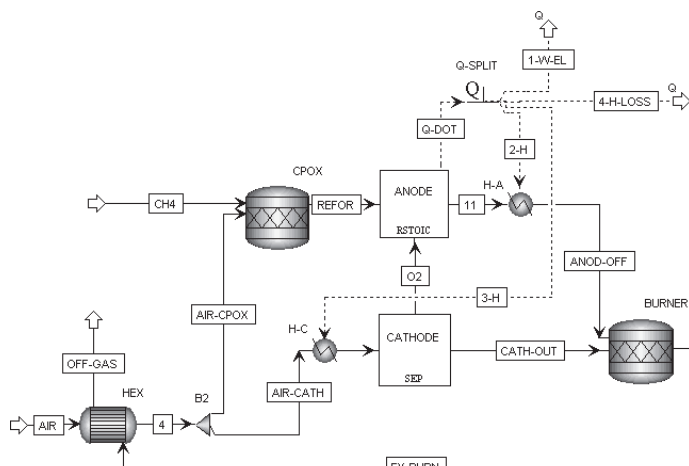 Q
1-W-EL
Q-SPLIT
Q
Q
4-H-LOSS
Q-DOT
2-H
CPOX
ANODE
H-A
CH4
REFOR
11
RSTOIC
O2
ANOD-OFF
3-H
AIR-CPOX
BURNER
H-C
CATHODE
OFF-GAS
CATH-OUT
HEX
B2
AIR-CATH
SEP
AIR
4